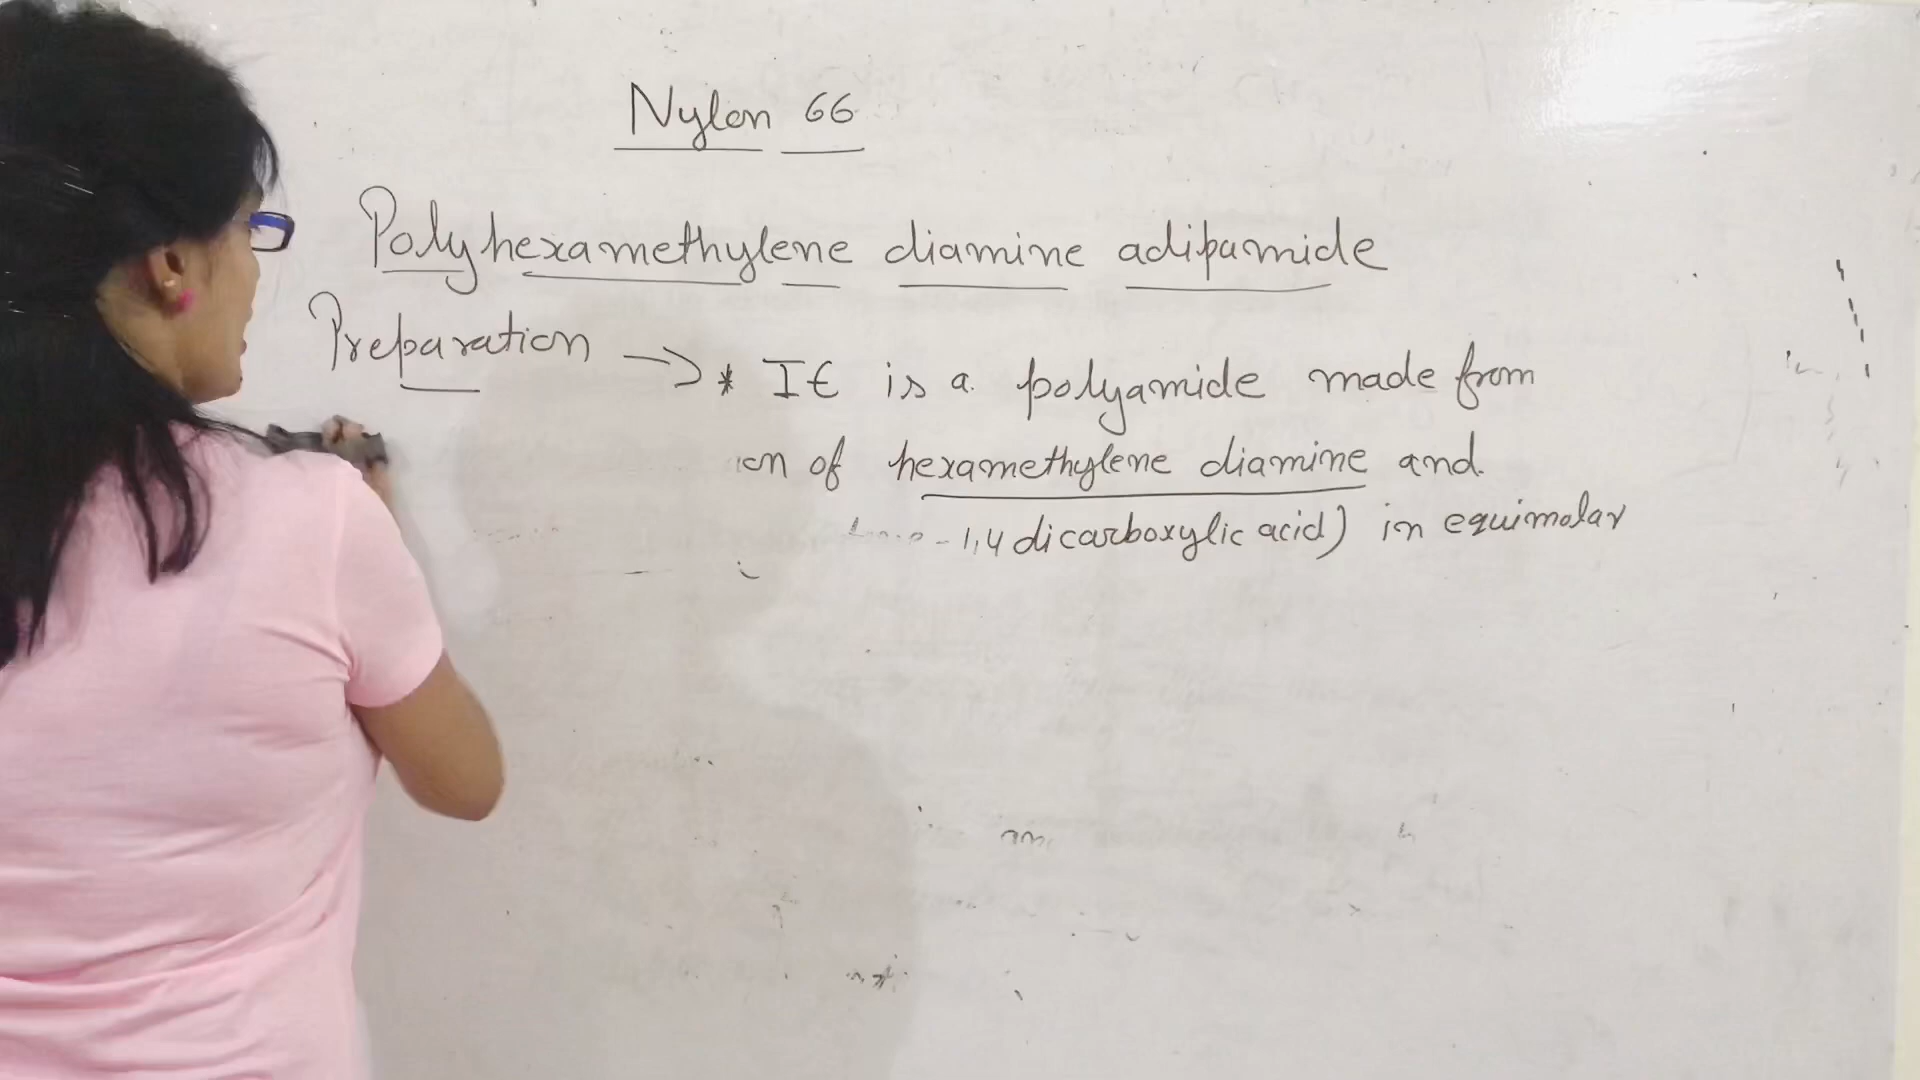 Nylon 66
Polyhexamethylene diamine adipamide
Preparation → * It is a polyamide made from
of hexamethylene diamine and
- 1,4 dicarboxylic acid) in equimolar